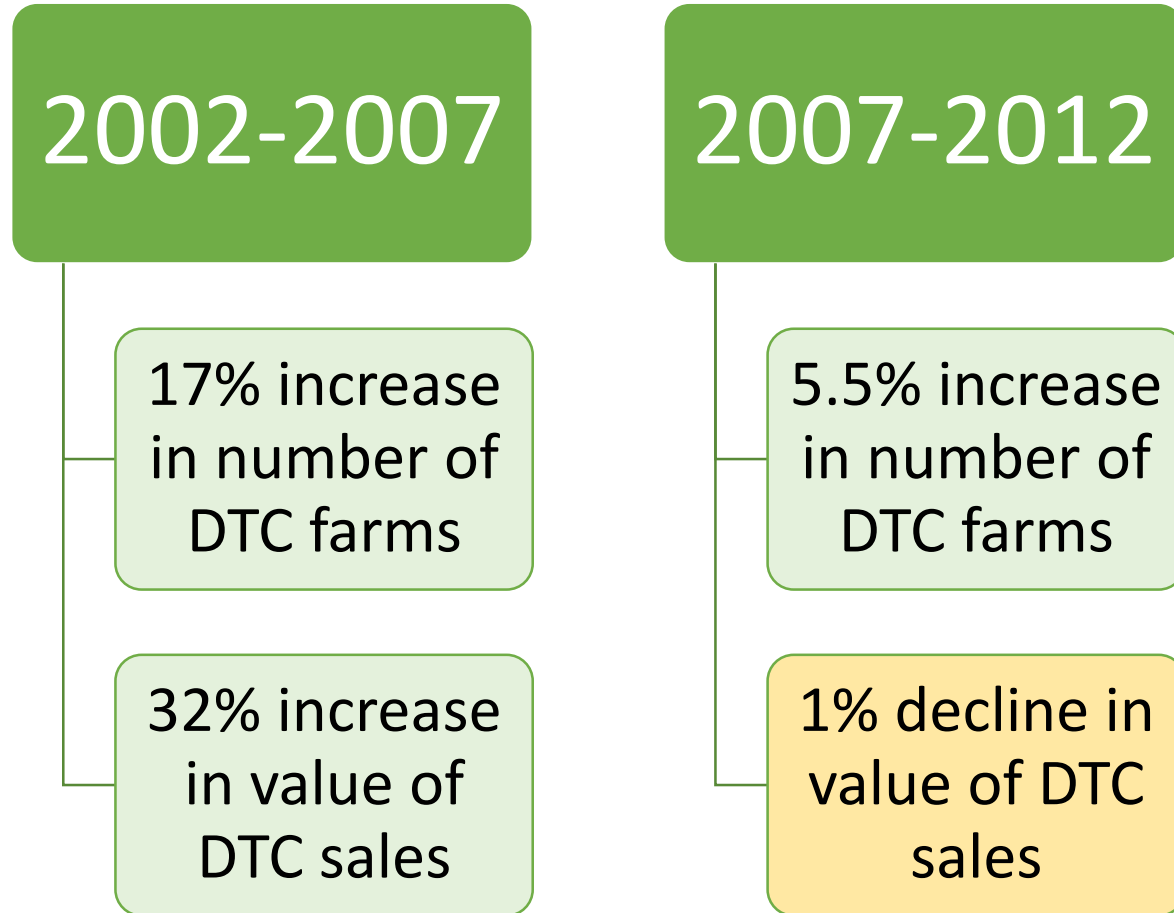 2002-2007
17% increase
in number of
DTC farms
32% increase
in value of
DTC sales
2007-2012
5.5% increase
in number of
DTC farms
1% decline in
value of DTC
sales